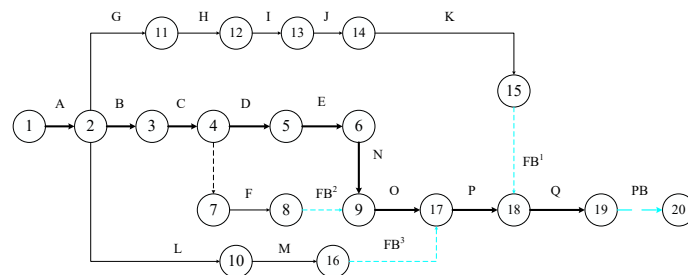 G H I J K
11 12 13 14
15
A B C D E
1 2 3 4 5 6
N FB¹
F FB² O P Q PB
7 8 9 17 18 19 20
L M FB³
10 16